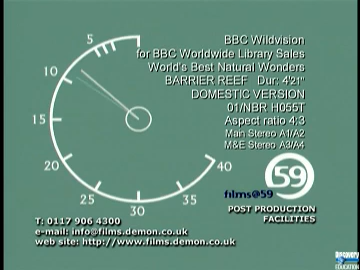 BBC Wildvision
for BBC Worldwide Library Sales
World's Best Natural Wonders
BARRIER REEF Dur: 4'21"
DOMESTIC VERSION
01/NBR H055T
Aspect ratio 4:3
Main Stereo A1/A2
M&E Stereo A3/A4
5
10
15
20
25
30
35
40
59
films@59
POST PRODUCTION
FACILITIES
T: 0117 906 4300
e-mail: info@films.demon.co.uk
web site: http://www.films.demon.co.uk
DISCOVERY
EDUCATION